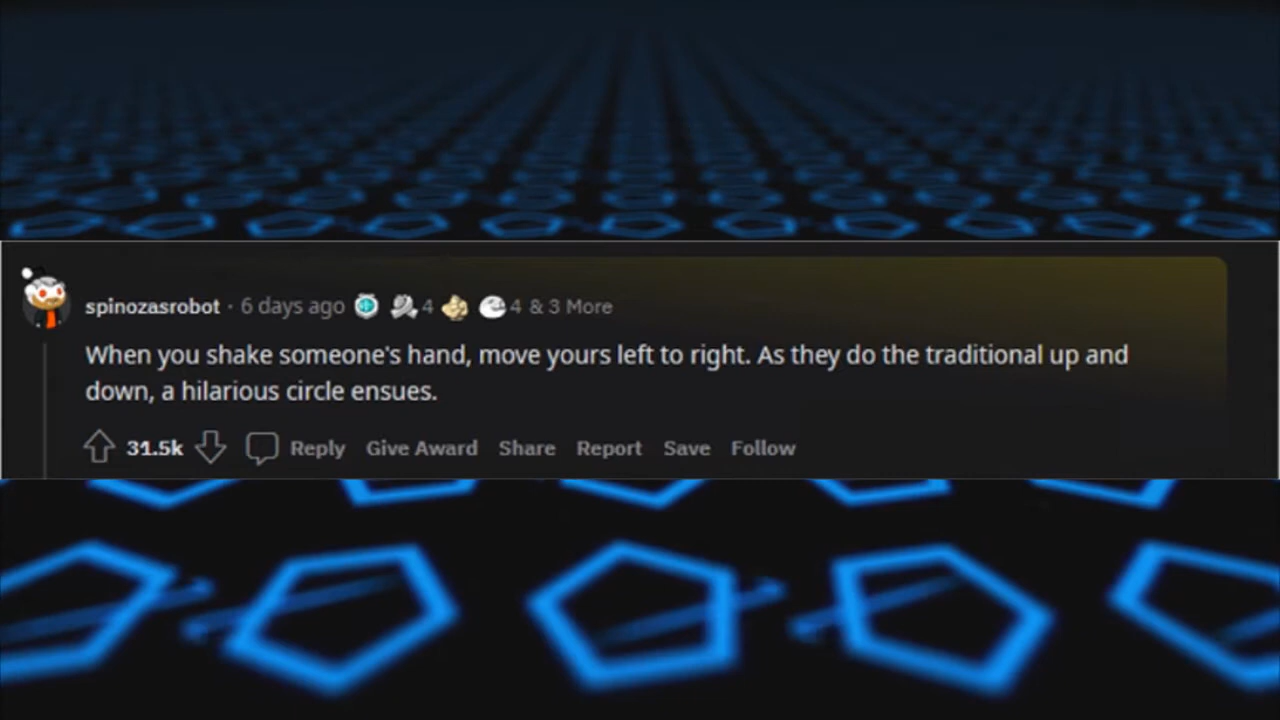 spinozasrobot · 6 days ago 4 4 & 3 More
When you shake someone's hand, move yours left to right. As they do the traditional up and
down, a hilarious circle ensues.
31.5k Reply Give Award Share Report Save Follow